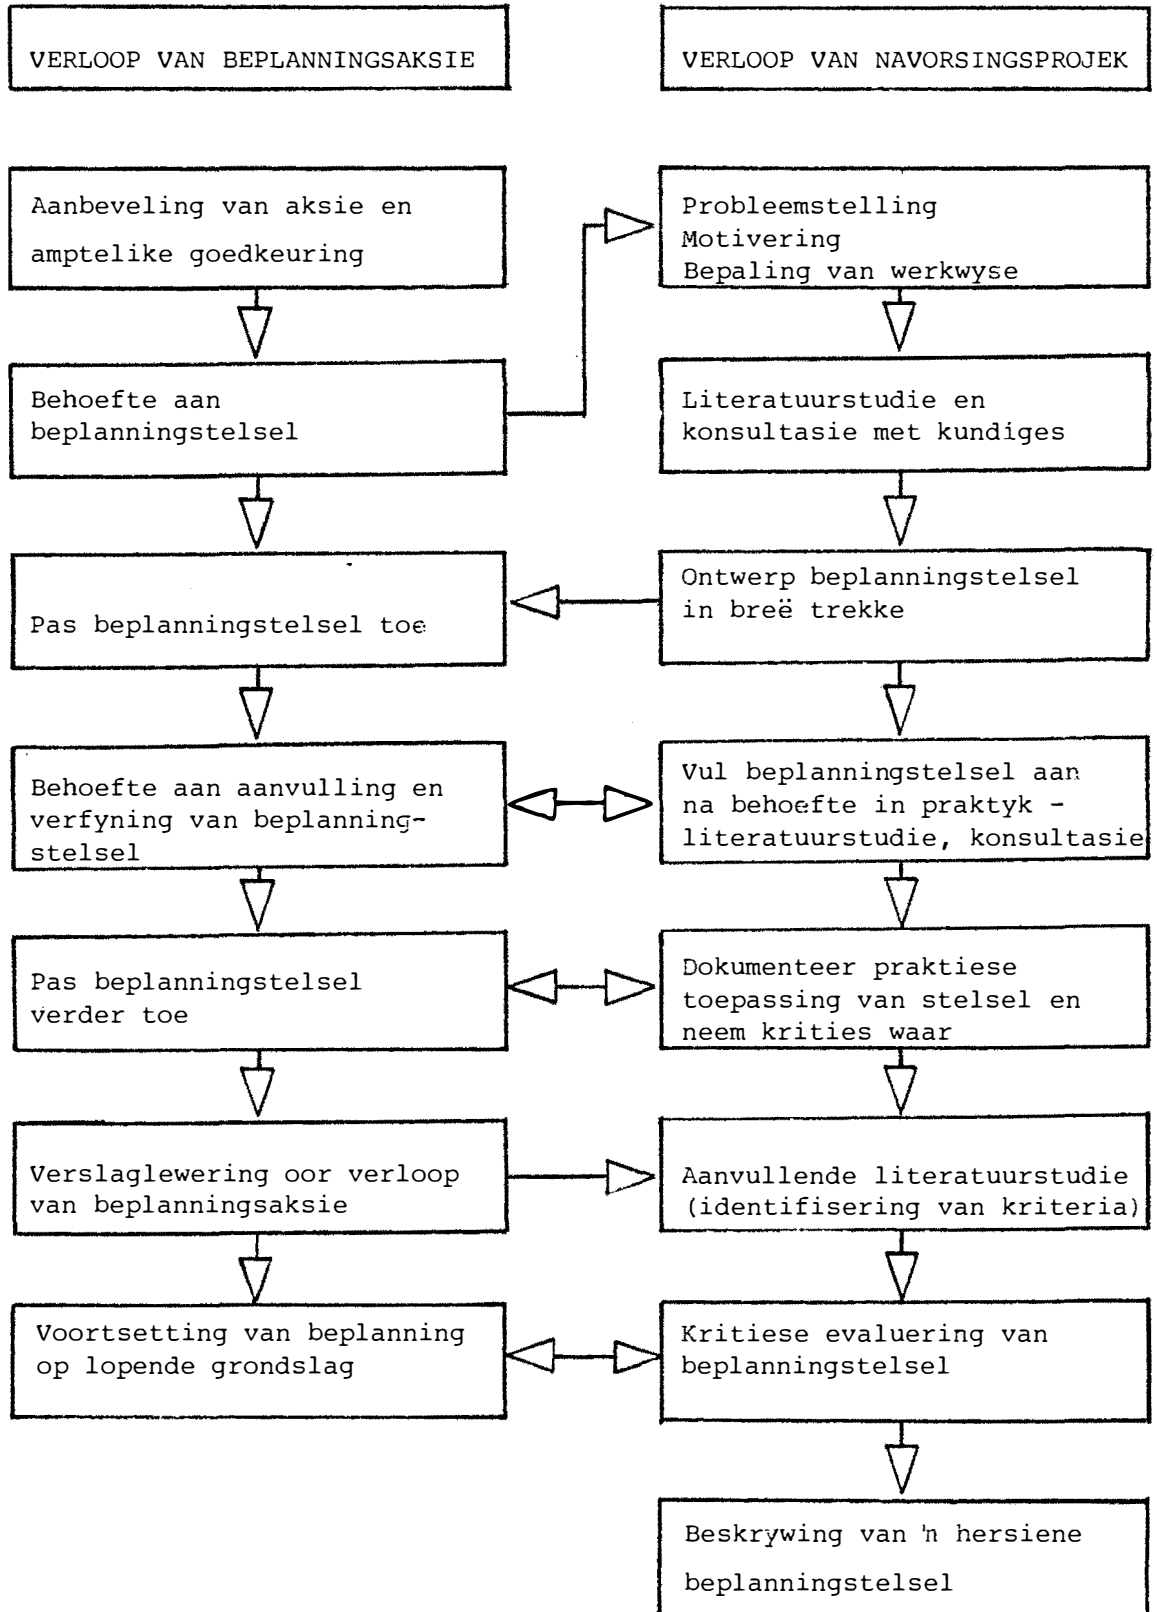 VERLOOP VAN BEPLANNINGSAKSIE
VERLOOP VAN NAVORSINGSPROJEK
Aanbeveling van aksie en
amptelike goedkeuring
Probleemstelling
Motivering
Bepaling van werkwyse
Behoefte aan
beplanningstelsel
Literatuurstudie en
konsultasie met kundiges
Pas beplanningstelsel toe
Ontwerp beplanningstelsel
in breë trekke
Behoefte aan aanvulling en
verfyning van beplanning-
stelsel
Vul beplanningstelsel aan
na behoefte in praktyk -
literatuurstudie, konsultasie
Pas beplanningstelsel
verder toe
Dokumenteer praktiese
toepassing van stelsel en
neem krities waar
Verslaglewering oor verloop
van beplanningsaksie
Aanvullende literatuurstudie
(identifisering van kriteria)
Voortsetting van beplanning
op lopende grondslag
Kritiese evaluering van
beplanningstelsel
Beskrywing van 'n hersiene
beplanningstelsel